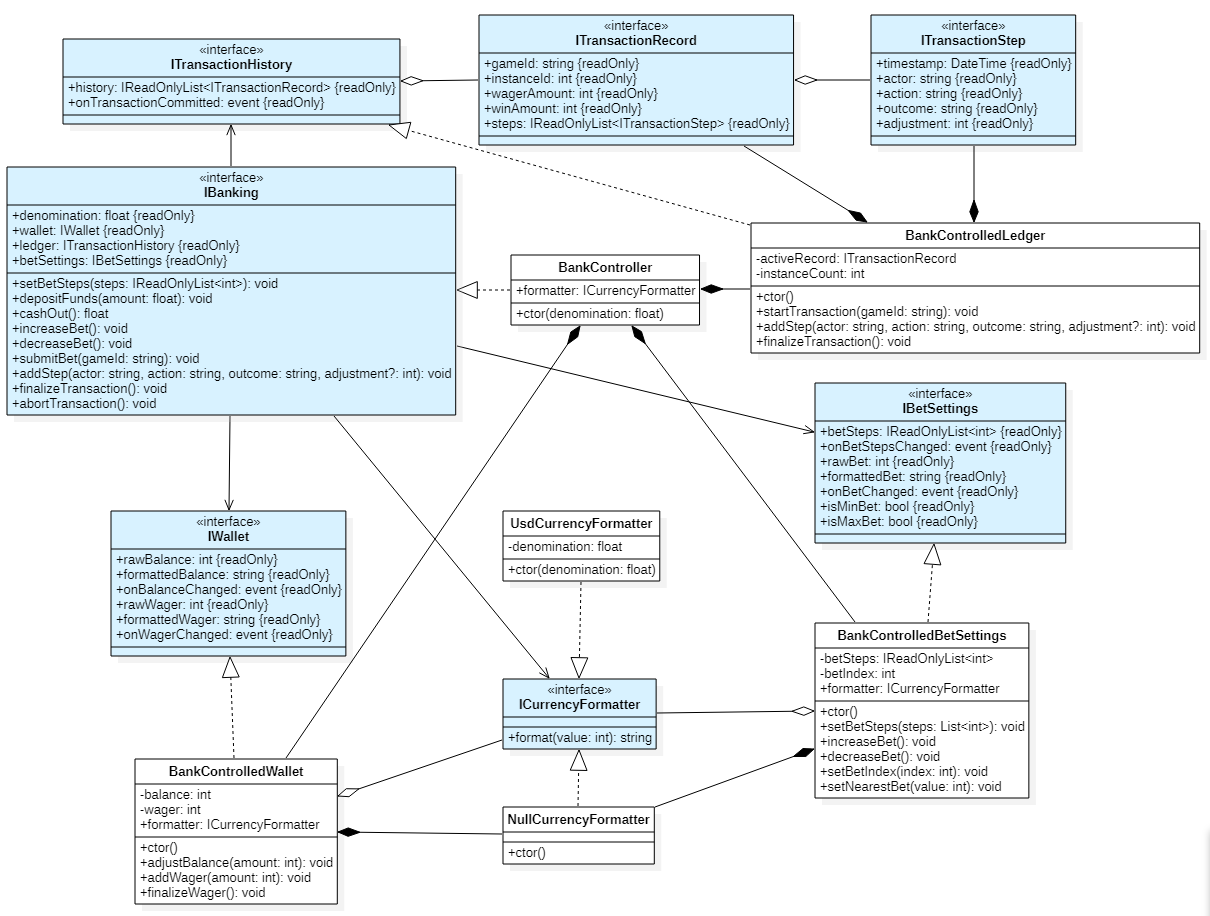 «interface»
ITransactionHistory
+history: IReadOnlyList<ITransactionRecord> {readOnly}
+onTransactionCommitted: event {readOnly}
«interface»
ITransactionRecord
+gameId: string {readOnly}
+instanceId: int {readOnly}
+wagerAmount: int {readOnly}
+winAmount: int {readOnly}
+steps: IReadOnlyList<ITransactionStep> {readOnly}
«interface»
ITransactionStep
+timestamp: DateTime {readOnly}
+actor: string {readOnly}
+action: string {readOnly}
+outcome: string {readOnly}
+adjustment: int {readOnly}
«interface»
IBanking
+denomination: float {readOnly}
+wallet: IWallet {readOnly}
+ledger: ITransactionHistory {readOnly}
+betSettings: IBetSettings {readOnly}
+setBetSteps(steps: IReadOnlyList<int>): void
+depositFunds(amount: float): void
+cashOut(): float
+increaseBet(): void
+decreaseBet(): void
+submitBet(gameId: string): void
+addStep(actor: string, action: string, outcome: string, adjustment?: int): void
+finalizeTransaction(): void
+abortTransaction(): void
BankController
+formatter: ICurrencyFormatter
+ctor(denomination: float)
BankControlledLedger
-activeRecord: ITransactionRecord
-instanceCount: int
+ctor()
+startTransaction(gameId: string): void
+addStep(actor: string, action: string, outcome: string, adjustment?: int): void
+finalizeTransaction(): void
«interface»
IBetSettings
+betSteps: IReadOnlyList<int> {readOnly}
+onBetStepsChanged: event {readOnly}
+rawBet: int {readOnly}
+formattedBet: string {readOnly}
+onBetChanged: event {readOnly}
+isMinBet: bool {readOnly}
+isMaxBet: bool {readOnly}
«interface»
IWallet
+rawBalance: int {readOnly}
+formattedBalance: string {readOnly}
+onBalanceChanged: event {readOnly}
+rawWager: int {readOnly}
+formattedWager: string {readOnly}
+onWagerChanged: event {readOnly}
UsdCurrencyFormatter
-denomination: float
+ctor(denomination: float)
«interface»
ICurrencyFormatter
+format(value: int): string
BankControlledBetSettings
-betSteps: IReadOnlyList<int>
-betIndex: int
+formatter: ICurrencyFormatter
+ctor()
+setBetSteps(steps: List<int>): void
+increaseBet(): void
+decreaseBet(): void
+setBetIndex(index: int): void
+setNearestBet(value: int): void
BankControlledWallet
-balance: int
-wager: int
+formatter: ICurrencyFormatter
+ctor()
+adjustBalance(amount: int): void
+addWager(amount: int): void
+finalizeWager(): void
NullCurrencyFormatter
+ctor()